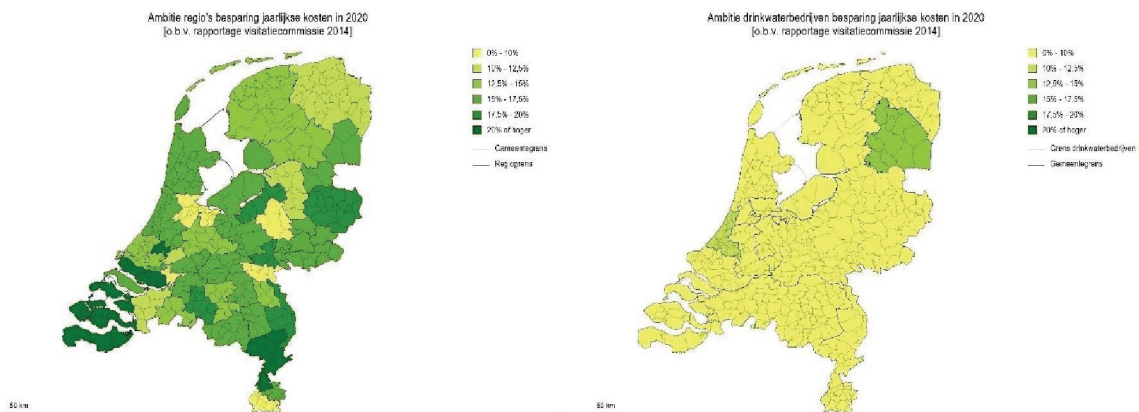 Ambitie regio's besparing jaarlijkse kosten in 2020
[o.b.v. rapportage visitatiecommissie 2014]
0% - 10%
10% - 12,5%
12,5% - 15%
15% - 17,5%
17,5% - 20%
20% of hoger
Gemeentegrens
Regiogrens
50 km
Ambitie drinkwaterbedrijven besparing jaarlijkse kosten in 2020
[o.b.v. rapportage visitatiecommissie 2014]
0% - 10%
10% - 12,5%
12,5% - 15%
15% - 17,5%
17,5% - 20%
20% of hoger
Grens drinkwaterbedrijven
Gemeentegrens
50 km